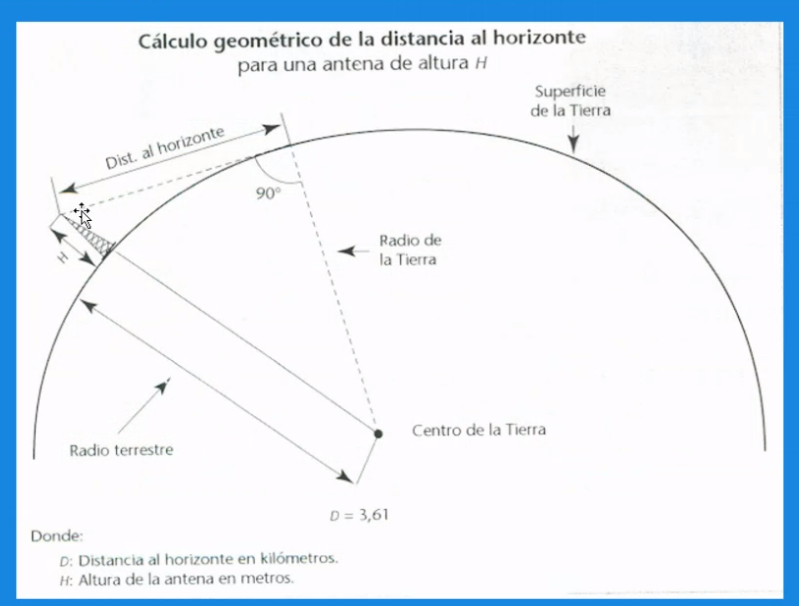 Cálculo geométrico de la distancia al horizonte
para una antena de altura H
Superficie
de la Tierra
Dist. al horizonte
90°
H
Radio de
la Tierra
Centro de la Tierra
Radio terrestre
D = 3,61
Donde:
D: Distancia al horizonte en kilómetros.
H: Altura de la antena en metros.